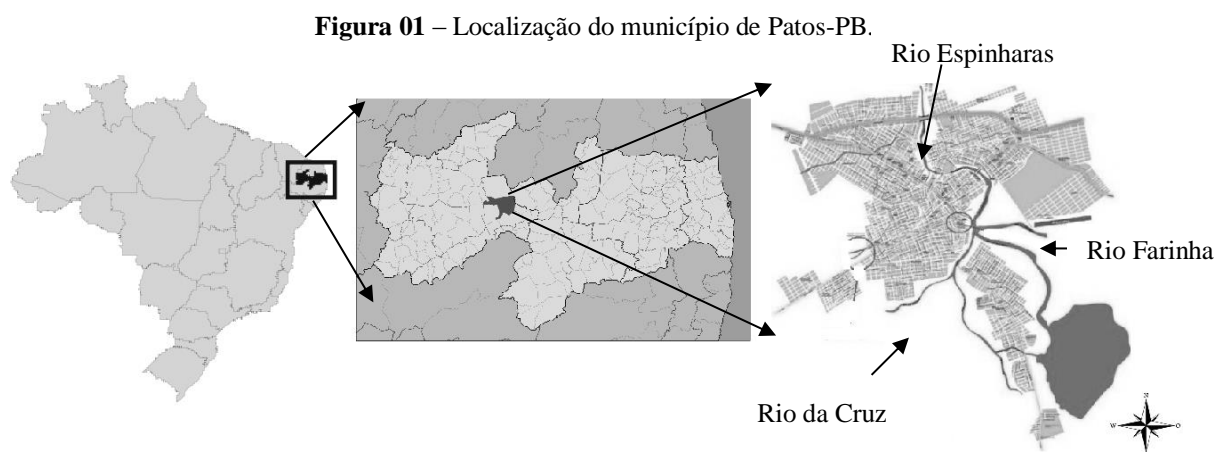 Figura 01 – Localização do município de Patos-PB.
Rio Espinharas
Rio Farinha
Rio da Cruz
N
W
O
S